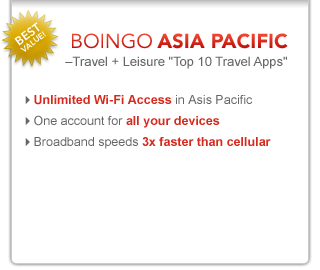 BEST
VALUE!
BOINGO ASIA PACIFIC
–Travel + Leisure "Top 10 Travel Apps"
Unlimited Wi-Fi Access in Asis Pacific
One account for all your devices
Broadband speeds 3x faster than cellular